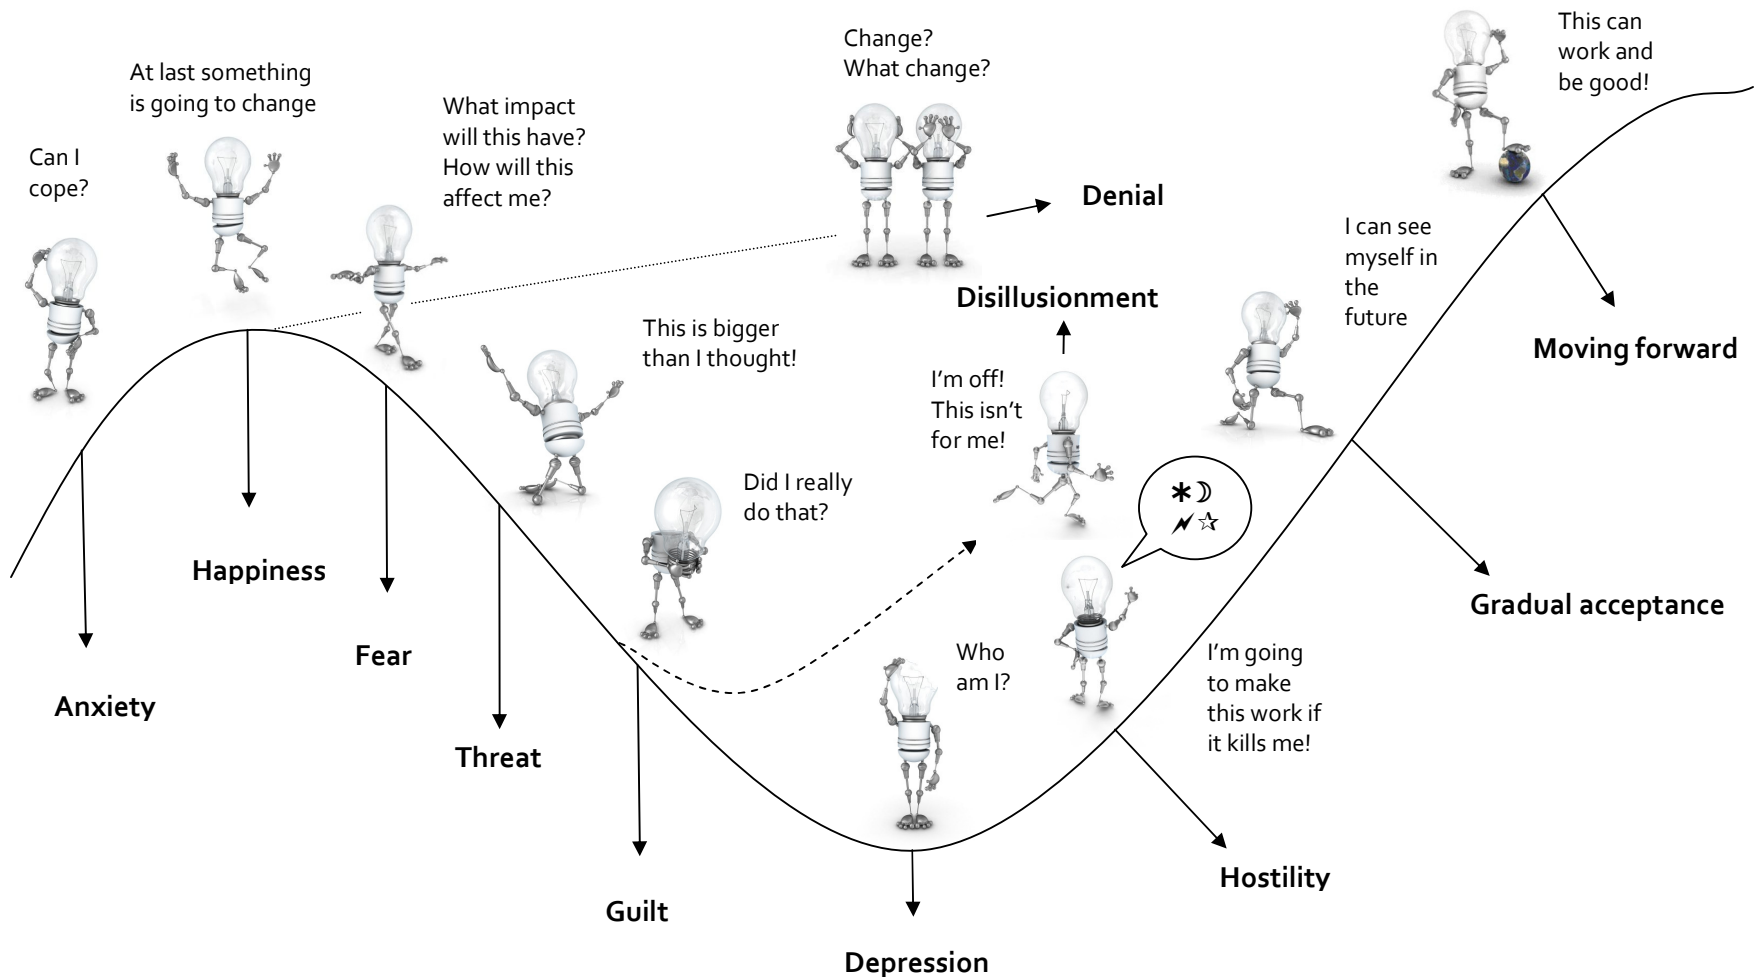 Can I
cope?
At last something
is going to change
What impact
will this have?
How will this
affect me?
Change?
What change?
This can
work and
be good!
Denial
I can see
myself in
the
future
Disillusionment
This is bigger
than I thought!
Moving forward
I'm off!
This isn't
for me!
Did I really
do that?
Happiness
Gradual acceptance
Fear
Who
am I?
I'm going
to make
this work if
it kills me!
Anxiety
Threat
Hostility
Guilt
Depression